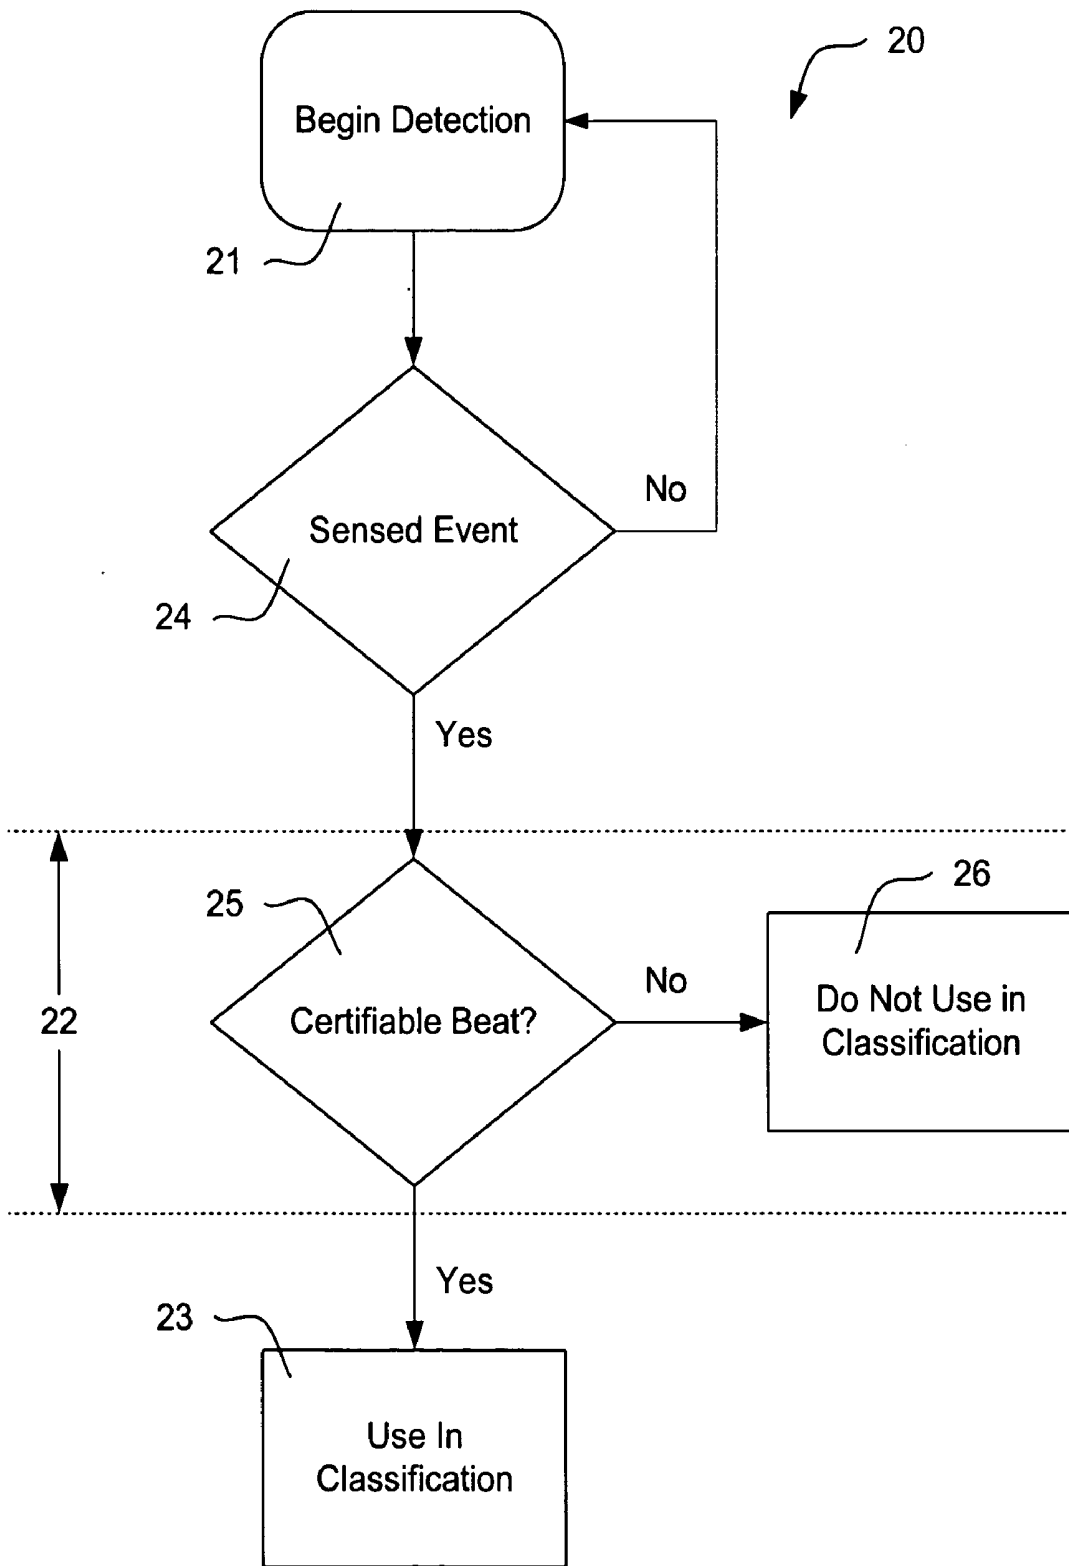 20
Begin Detection
21
No
Sensed Event
24
Yes
25
26
No
22
Certifiable Beat?
Do Not Use in
Classification
Yes
23
Use In
Classification